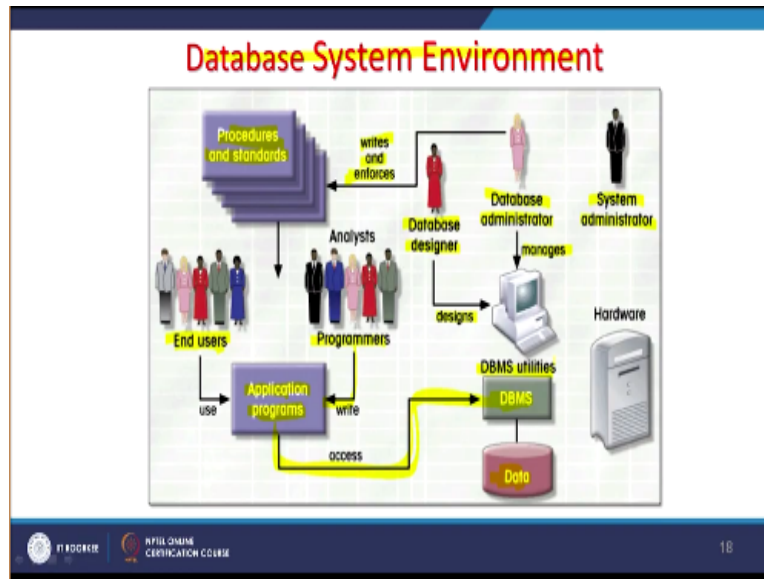 Database System Environment
Procedures
and standards
writes
and
enforces
Database
designer
Database
administrator
System
administrator
Analysts
manages
designs
Hardware
End users
Programmers
DBMS utilities
Application
programs
use
write
DBMS
access
Data
IIT ROORKEE
NPTEL ONLINE
CERTIFICATION COURSE
18